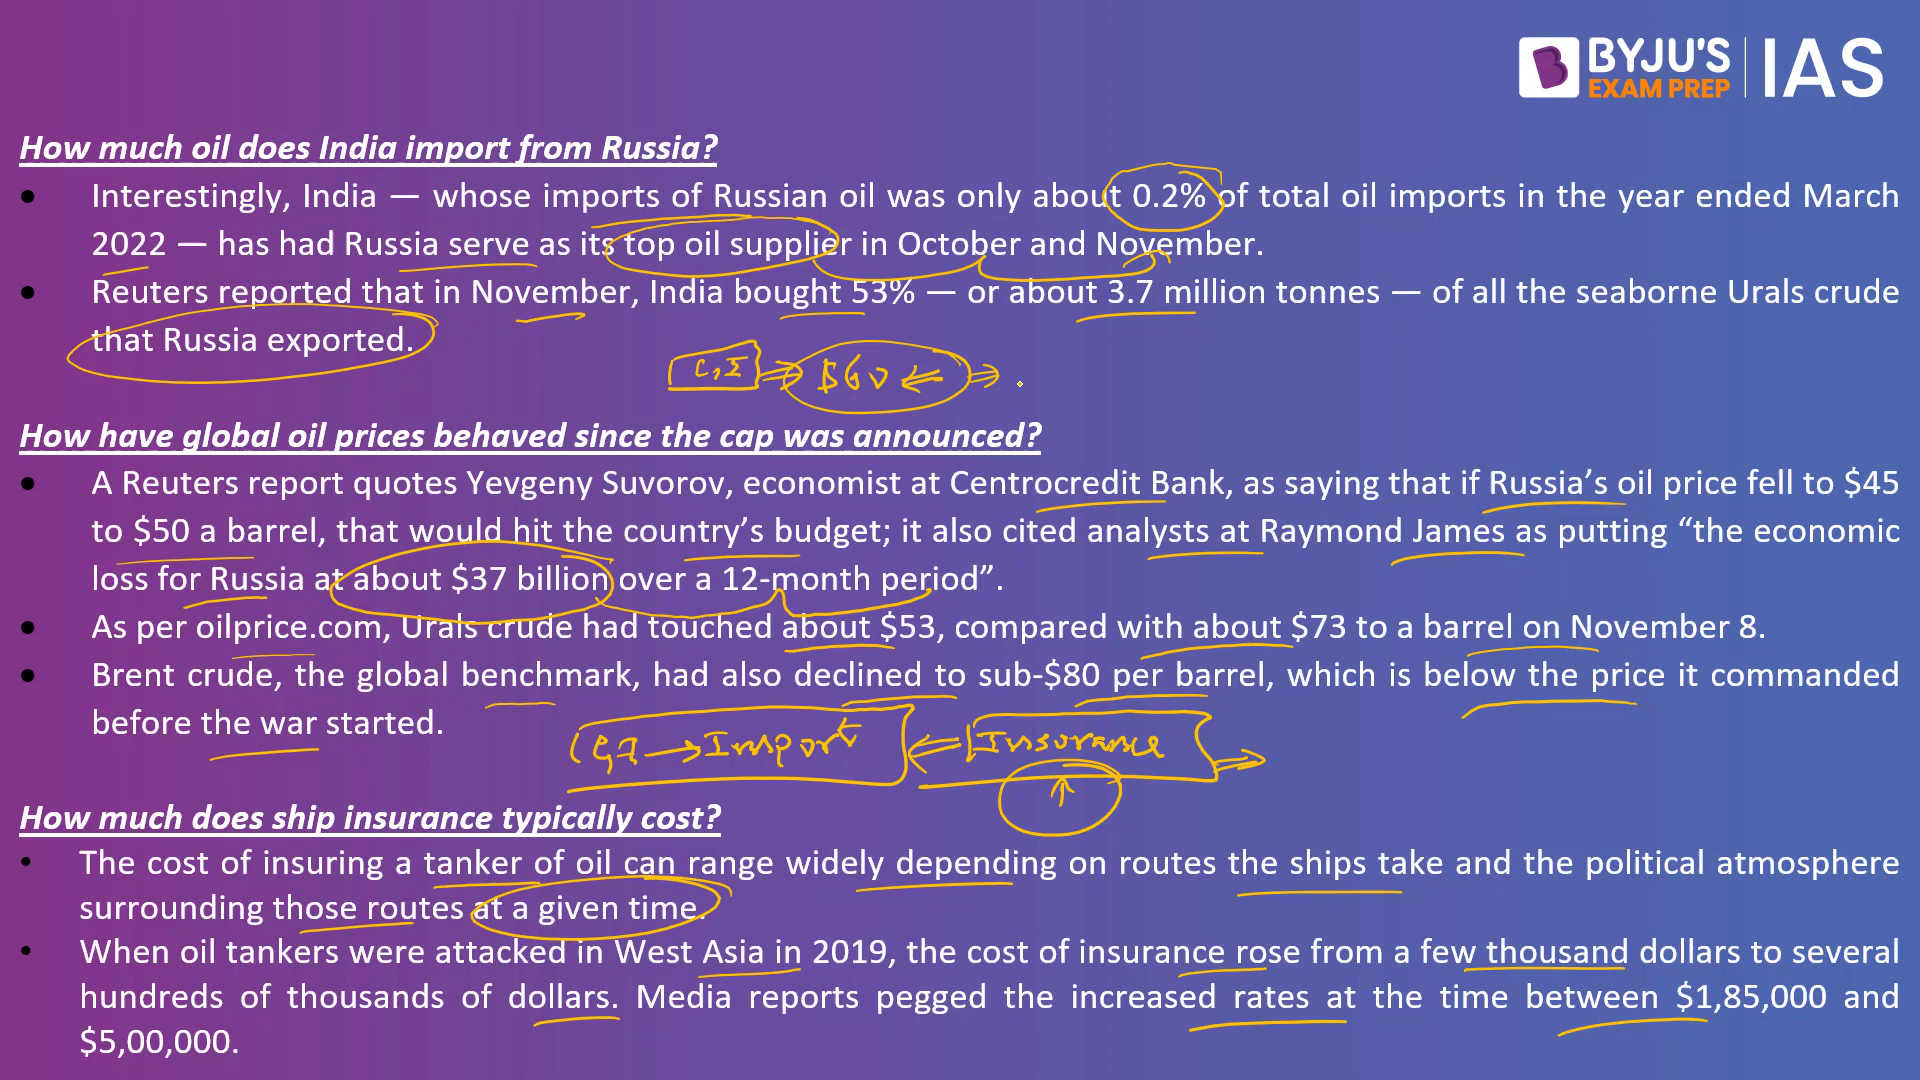 BYJU'S
EXAM PREP
IAS
How much oil does India import from Russia?
● Interestingly, India — whose imports of Russian oil was only about 0.2% of total oil imports in the year ended March
2022 — has had Russia serve as its top oil supplier in October and November.
● Reuters reported that in November, India bought 53% — or about 3.7 million tonnes — of all the seaborne Urals crude
that Russia exported.
C, I $60
How have global oil prices behaved since the cap was announced?
● A Reuters report quotes Yevgeny Suvorov, economist at Centrocredit Bank, as saying that if Russia’s oil price fell to $45
to $50 a barrel, that would hit the country’s budget; it also cited analysts at Raymond James as putting “the economic
loss for Russia at about $37 billion over a 12-month period”.
● As per oilprice.com, Urals crude had touched about $53, compared with about $73 to a barrel on November 8.
● Brent crude, the global benchmark, had also declined to sub-$80 per barrel, which is below the price it commanded
before the war started.
Import Insurance
How much does ship insurance typically cost?
• The cost of insuring a tanker of oil can range widely depending on routes the ships take and the political atmosphere
surrounding those routes at a given time.
• When oil tankers were attacked in West Asia in 2019, the cost of insurance rose from a few thousand dollars to several
hundreds of thousands of dollars. Media reports pegged the increased rates at the time between $1,85,000 and
$5,00,000.